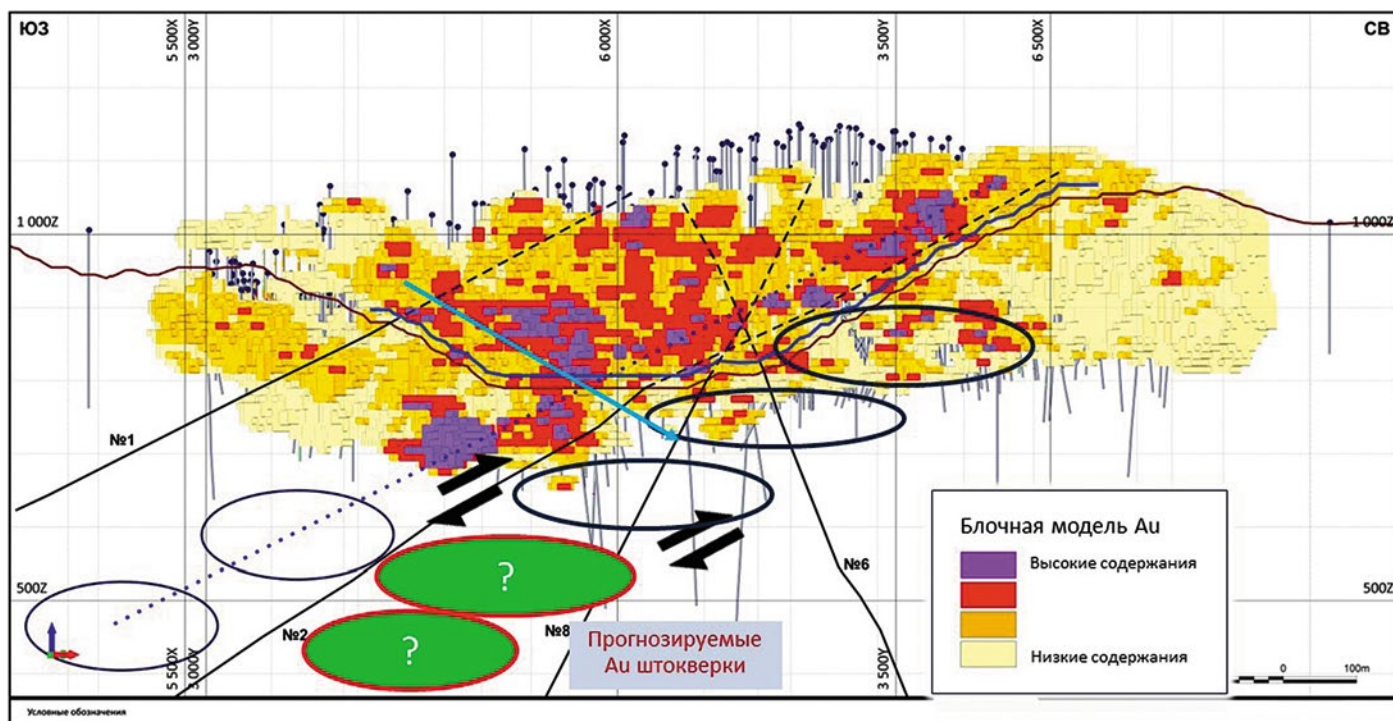 ЮЗ
5 500X
3 000Y
6 000X
3 500Y
6 500X
СВ
1 000Z
1 000Z
№1
№6
500Z
500Z
?
?
№2
№8
Прогнозируемые
Au штокверки
Блочная модель Au
Высокие содержания
Низкие содержания
0 100m
5 500X
3 000Y
3 500Y
Условные обозначения